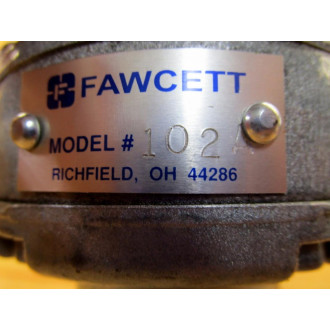 FAWCETT
MODEL # 102A
RICHFIELD, OH 44286